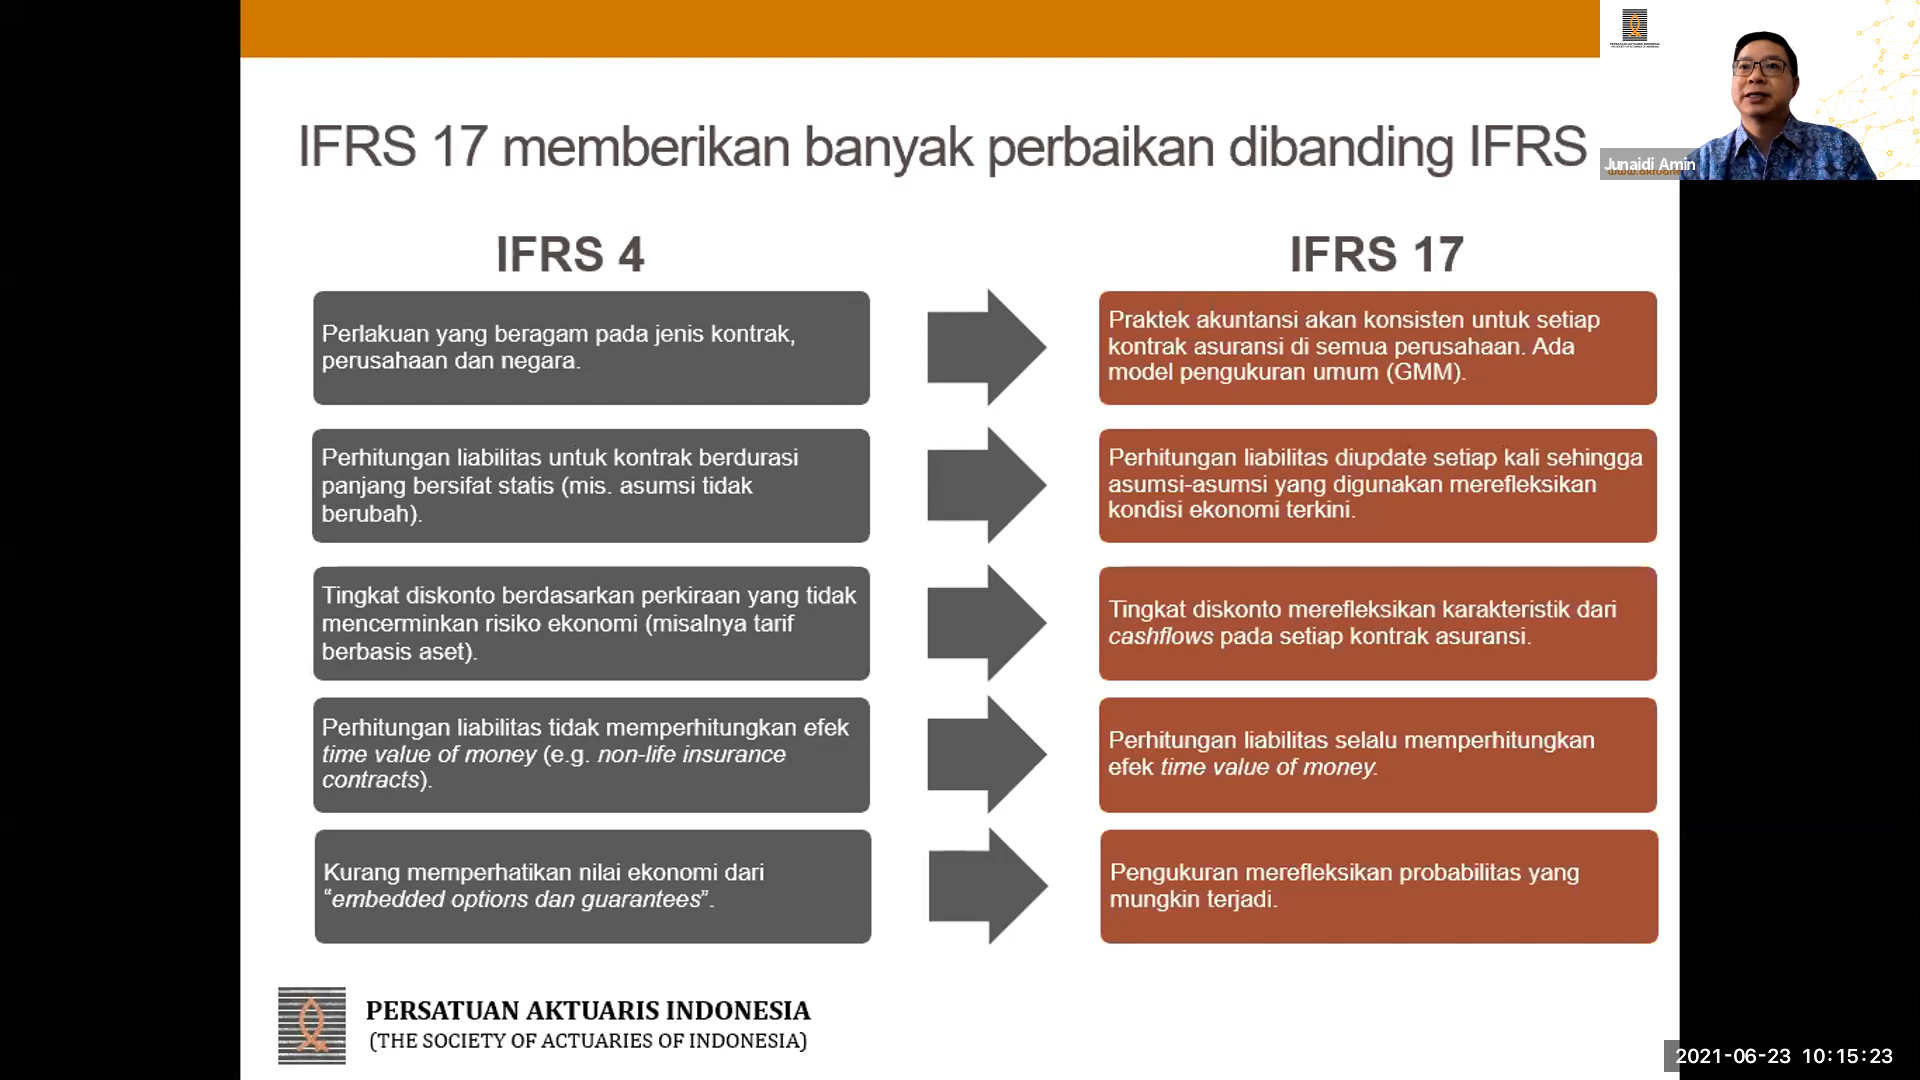 IFRS 17 memberikan banyak perbaikan dibanding IFRS
Junaidi Amin
IFRS 4
IFRS 17
Perlakuan yang beragam pada jenis kontrak,
perusahaan dan negara.
Praktek akuntansi akan konsisten untuk setiap
kontrak asuransi di semua perusahaan. Ada
model pengukuran umum (GMM).
Perhitungan liabilitas untuk kontrak berdurasi
panjang bersifat statis (mis. asumsi tidak
berubah).
Perhitungan liabilitas diupdate setiap kali sehingga
asumsi-asumsi yang digunakan merefleksikan
kondisi ekonomi terkini.
Tingkat diskonto berdasarkan perkiraan yang tidak
mencerminkan risiko ekonomi (misalnya tarif
berbasis aset).
Tingkat diskonto merefleksikan karakteristik dari
cashflows pada setiap kontrak asuransi.
Perhitungan liabilitas tidak memperhitungkan efek
time value of money (e.g. non-life insurance
contracts).
Perhitungan liabilitas selalu memperhitungkan
efek time value of money.
Kurang memperhatikan nilai ekonomi dari
“embedded options dan guarantees”.
Pengukuran merefleksikan probabilitas yang
mungkin terjadi.
PERSATUAN AKTUARIS INDONESIA
(THE SOCIETY OF ACTUARIES OF INDONESIA)
2021-06-23 10:15:23